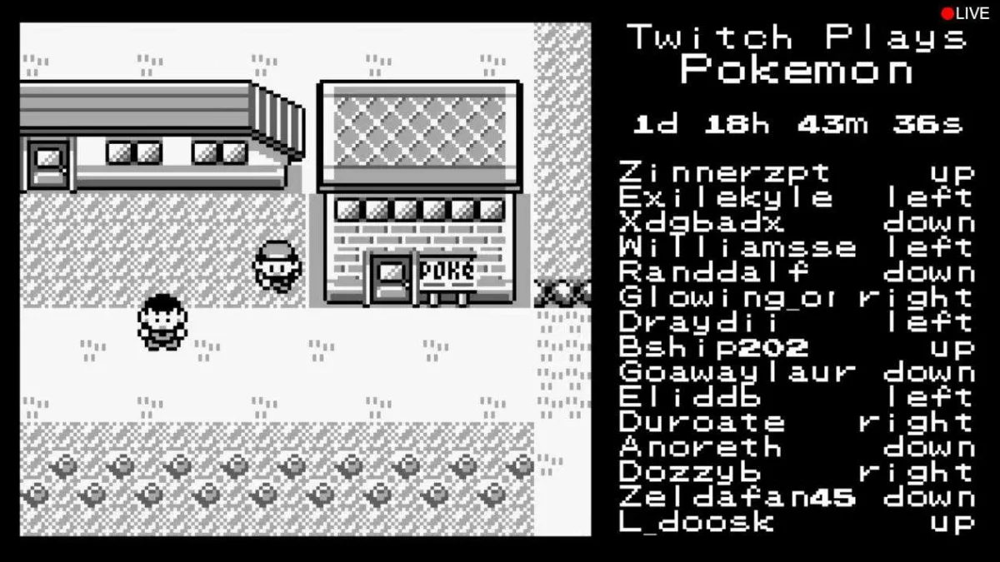 LIVE
Twitch Plays
Pokemon
1d 18h 43m 36s
POKé
Zinnerzpt up
Exilekyle left
Xdgbadx down
Williamsse left
Randdalf down
Glowing_or right
Draydii left
Bship202 up
Goawaylaur down
Eliddb left
Duroate right
Anoreth down
Dozzyb right
Zeldafan45 down
L_doosk up